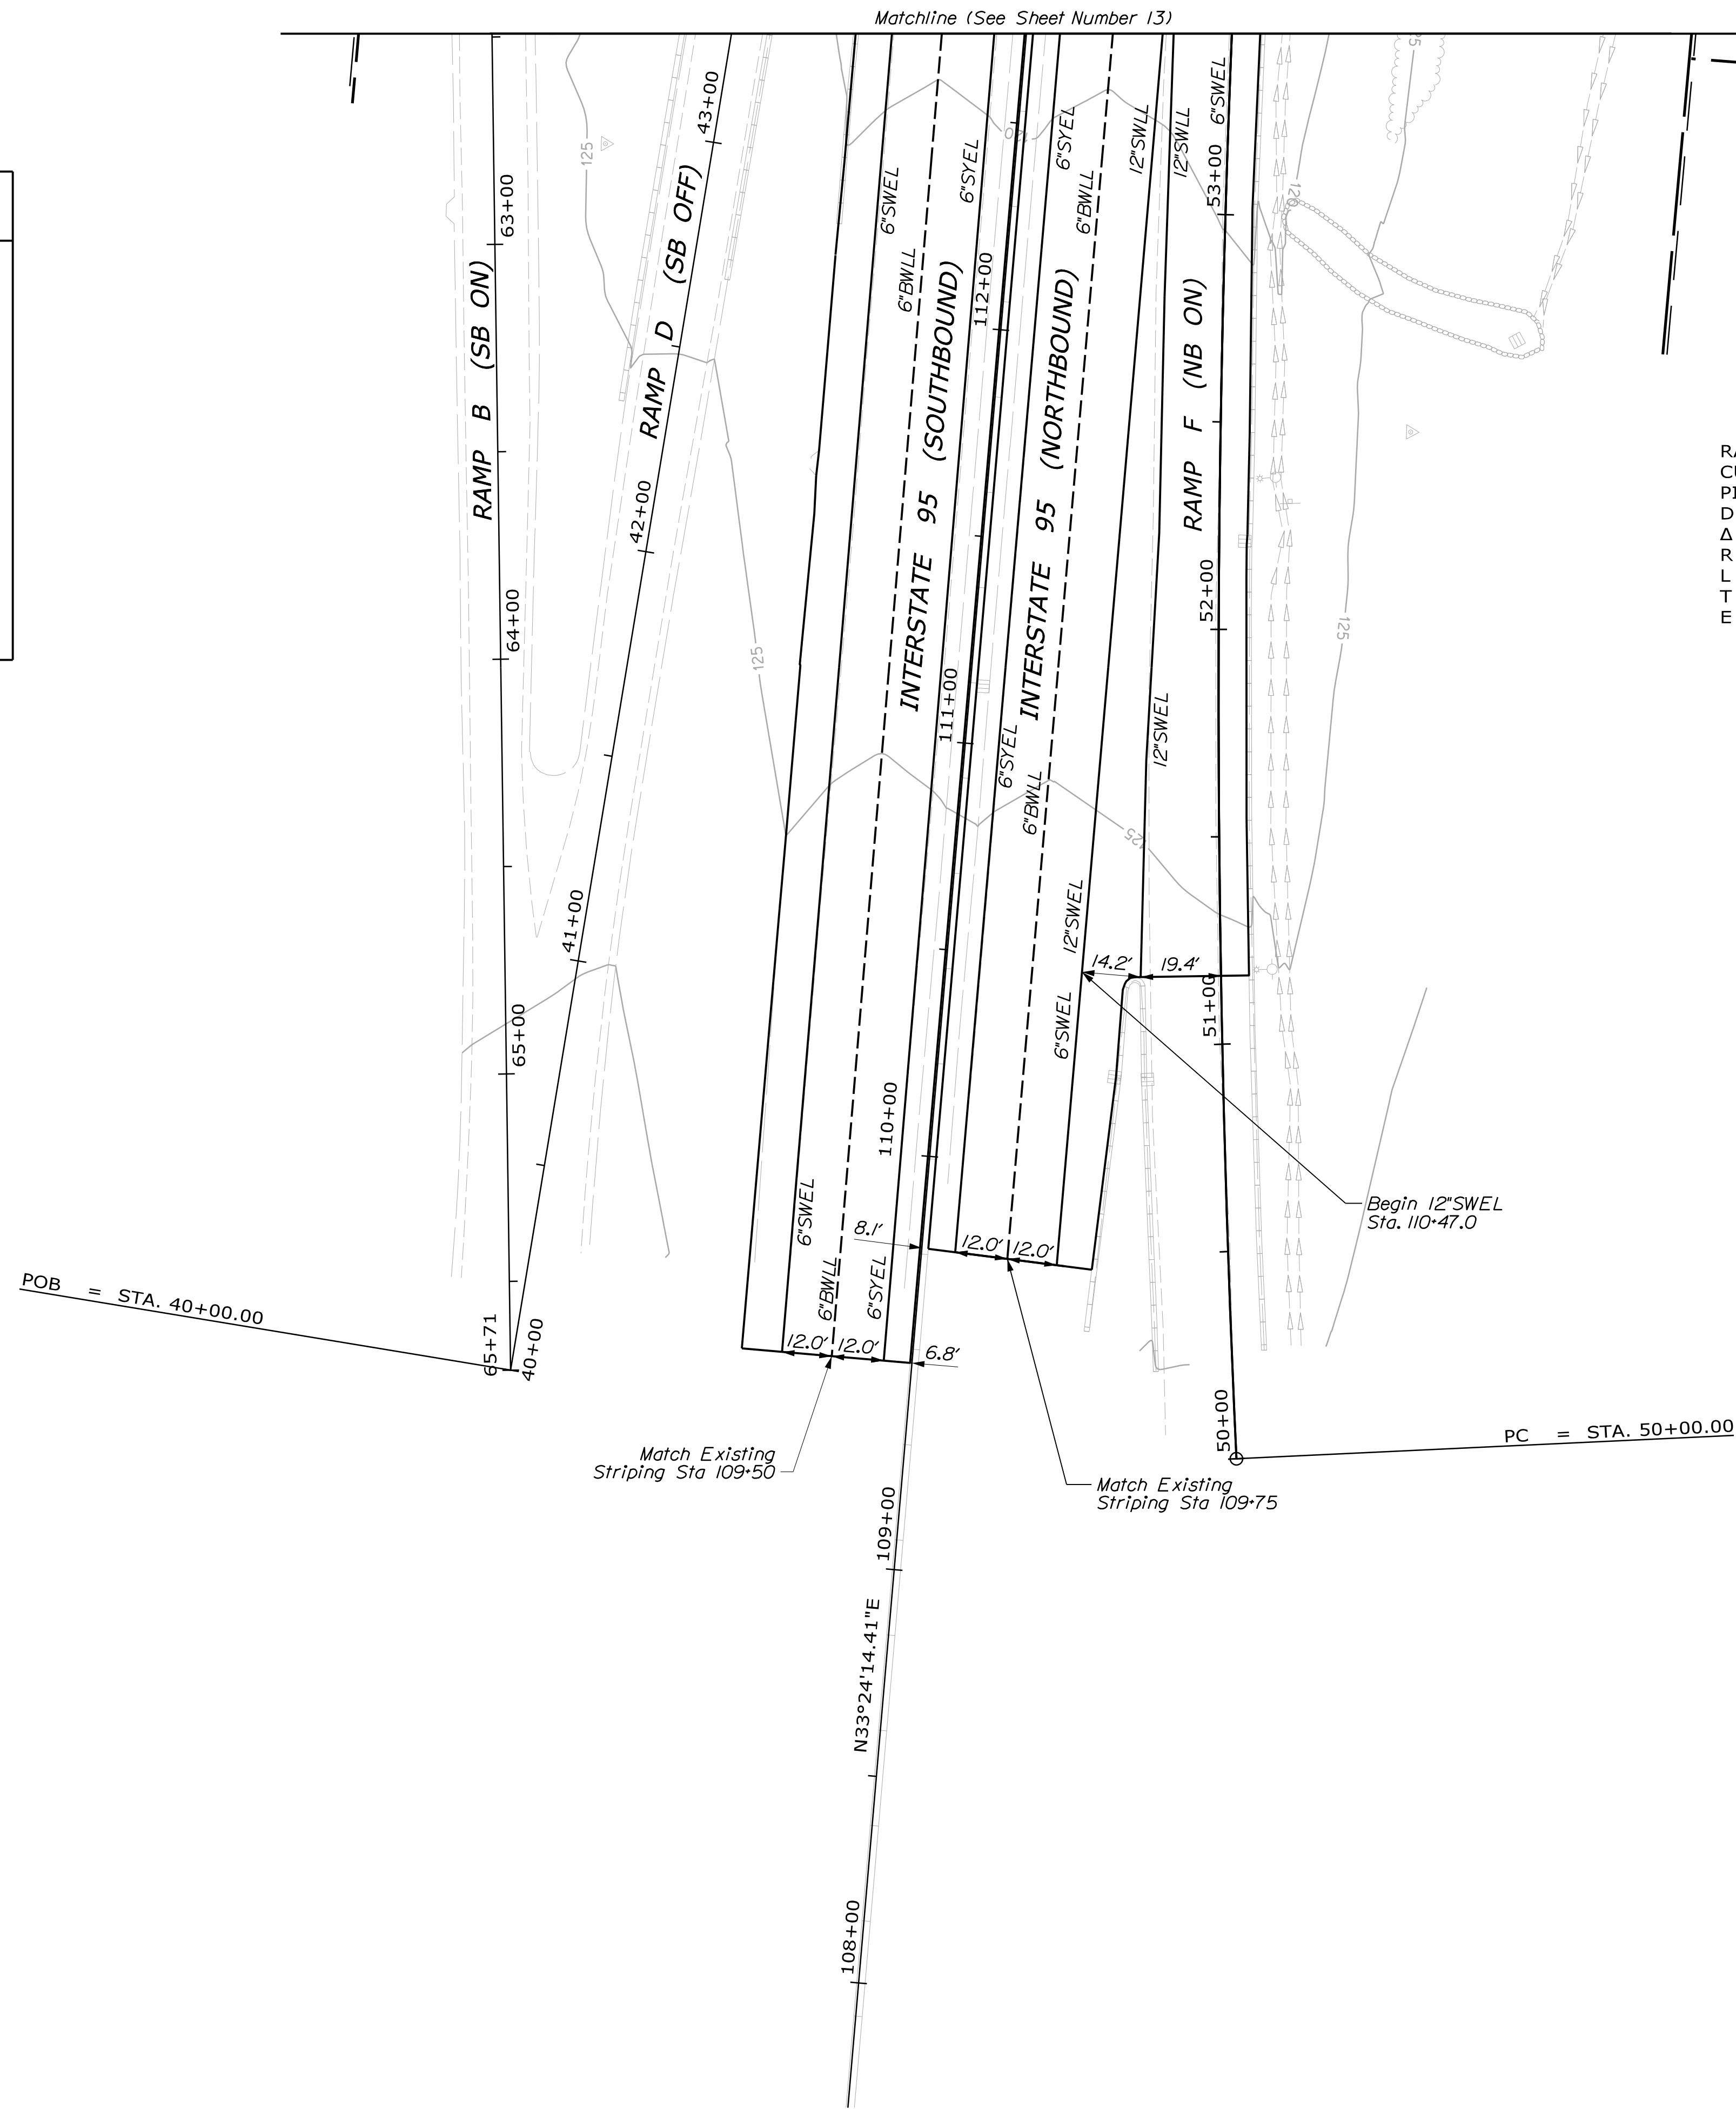 Matchline (See Sheet Number 13)
RAMP B (SB ON)
63+00
64+00
65+00
65+71
RAMP D (SB OFF)
43+00
42+00
41+00
40+00
POB = STA. 40+00.00
125
125
6"SWEL
6"BWLL
6"SYEL
INTERSTATE 95 (SOUTHBOUND)
112+00
111+00
110+00
109+00
108+00
6"SYEL
6"BWLL
INTERSTATE 95 (NORTHBOUND)
12"SWLL
12"SWLL
6"SWEL
53+00
RAMP F (NB ON)
52+00
51+00
50+00
120
125
125
6"SYEL
6"BWLL
12"SWEL
12"SWEL
6"SWEL
14.2'
19.4'
Begin 12"SWEL
Sta. 110+47.0
6"SWEL
6"BWLL
6"SYEL
8.1'
12.0'
12.0'
12.0'
12.0'
6.8'
Match Existing
Striping Sta 109+50
Match Existing
Striping Sta 109+75
PC = STA. 50+00.00
N33°24'14.41"E
D
Δ
R
L
T
E